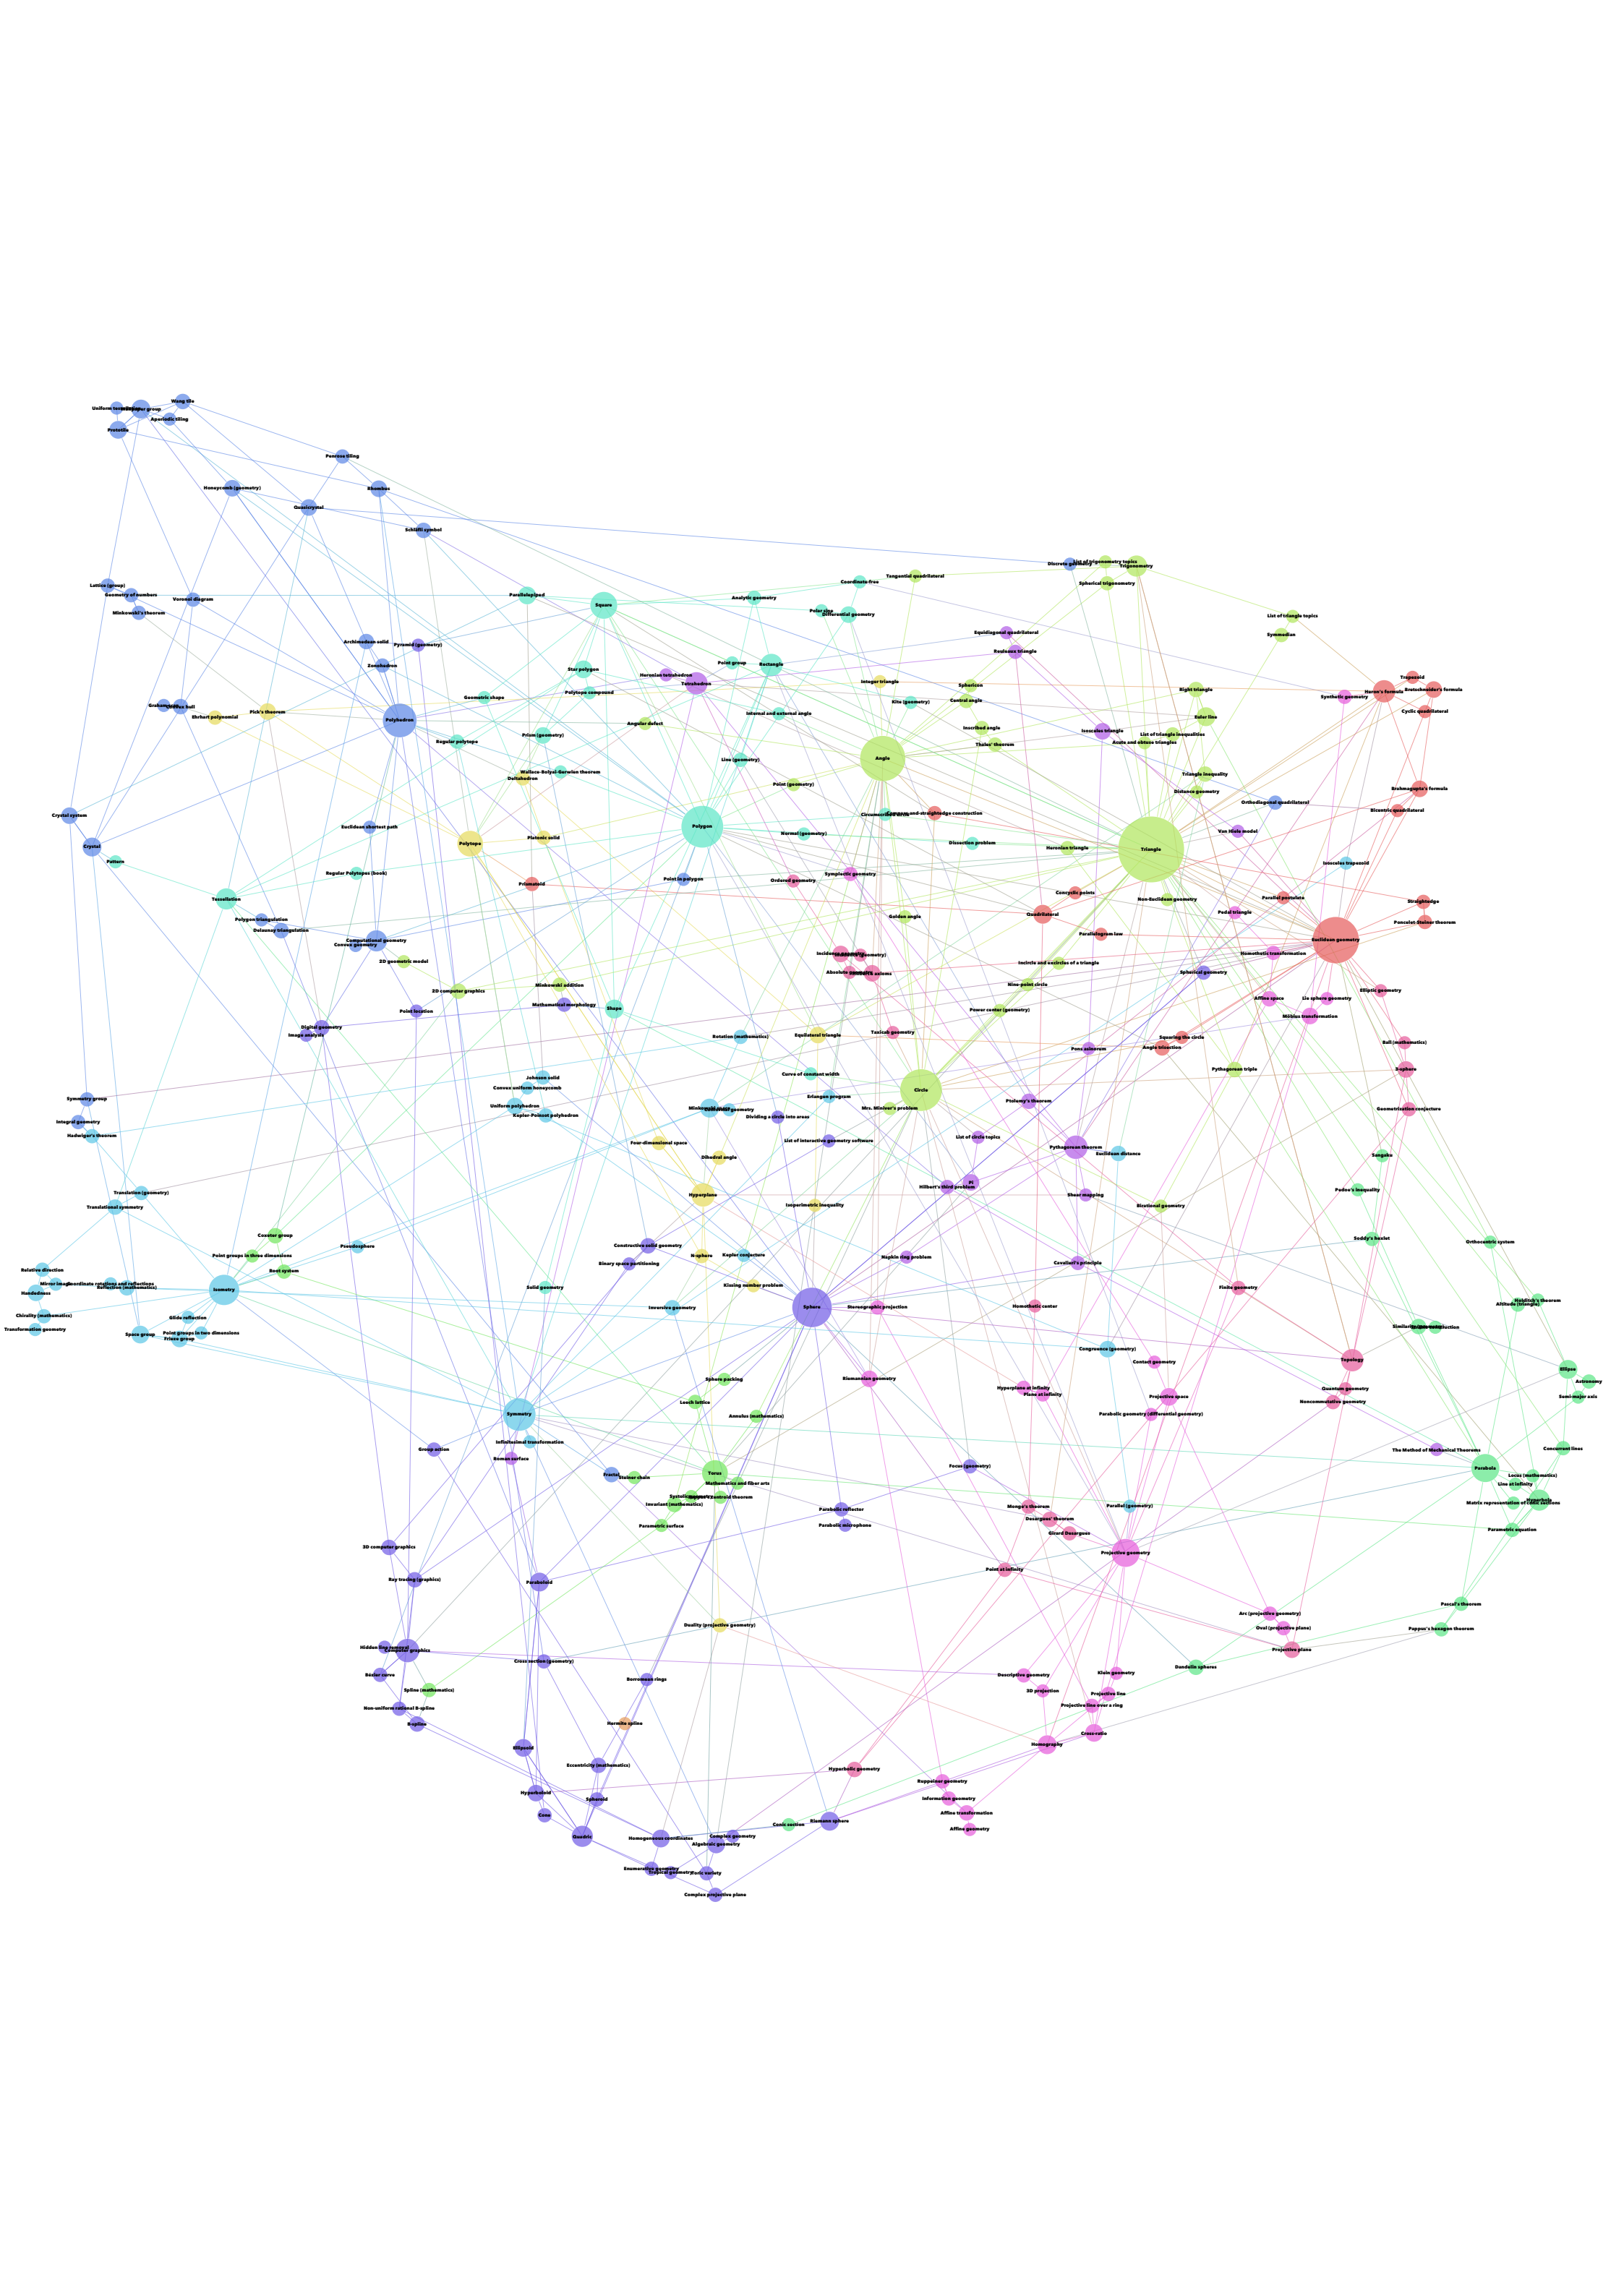 Wang tile
Aperiodic tiling
Prototile
Penrose tiling
Honeycomb (geometry)
Rhombus
Quasicrystal
Schläfli symbol
Lattice (group)
Geometry of numbers
Minkowski's theorem
Voronoi diagram
Parallelepiped
Square
Coordinate-free
Tangential quadrilateral
List of trigonometry topics
Trigonometry
Spherical trigonometry
Analytic geometry
Differential geometry
List of triangle topics
Symmedian
Archimedean solid
Pyramid (geometry)
Zonohedron
Equidiagonal quadrilateral
Reuleaux triangle
Star polygon
Point group
Rectangle
Heronian tetrahedron
Tetrahedron
Polytope compound
Geometric shape
Integer triangle
Sphericon
Central angle
Kite (geometry)
Right triangle
Synthetic geometry
Heron's formula
Trapezoid
Bretschneider's formula
Cyclic quadrilateral
Ehrhart polynomial
Pick's theorem
Polyhedron
Angular defect
Internal and external angle
Inscribed angle
Euler line
Isosceles triangle
List of triangle inequalities
Acute and obtuse triangles
Thales' theorem
Regular polytope
Prism (geometry)
Line (geometry)
Angle
Wallace–Bolyai–Gerwien theorem
Deltahedron
Point (geometry)
Triangle inequality
Distance geometry
Brahmagupta's formula
Bicentric quadrilateral
Orthodiagonal quadrilateral
Crystal system
Crystal
Pattern
Euclidean shortest path
Polytope
Platonic solid
Polygon
Normal (geometry)
Compass-and-straightedge construction
Dissection problem
Van Hiele model
Heronian triangle
Triangle
Isosceles trapezoid
Regular Polytopes (book)
Prismatoid
Point in polygon
Ordered geometry
Symplectic geometry
Concyclic points
Non-Euclidean geometry
Parallel postulate
Straightedge
Tessellation
Polygon triangulation
Delaunay triangulation
Computational geometry
Convex geometry
Golden angle
Quadrilateral
Pedal triangle
Poncelet–Steiner theorem
Parallelogram law
Euclidean geometry
2D geometric model
Incidence geometry
Incircle and excircles of a triangle
Homothetic transformation
Spherical geometry
2D computer graphics
Minkowski addition
Nine-point circle
Elliptic geometry
Mathematical morphology
Shape
Power center (geometry)
Affine space
Lie sphere geometry
Möbius transformation
Point location
Digital geometry
Image analysis
Rotation (mathematics)
Equilateral triangle
Taxicab geometry
Squaring the circle
Angle trisection
Pons asinorum
Ball (mathematics)
3-sphere
Johnson solid
Convex uniform honeycomb
Curve of constant width
Circle
Pythagorean triple
Symmetry group
Uniform polyhedron
Kepler–Poinsot polyhedron
Erlangen program
Mrs. Miniver's problem
Ptolemy's theorem
Geometrization conjecture
Integral geometry
Hadwiger's theorem
Dividing a circle into areas
List of interactive geometry software
List of circle topics
Pythagorean theorem
Euclidean distance
Sangaku
Four-dimensional space
Dihedral angle
Pi
Hilbert's third problem
Translation (geometry)
Translational symmetry
Hyperplane
Isoperimetric inequality
Shear mapping
Birational geometry
Pedoe's inequality
Coxeter group
Point groups in three dimensions
Pseudosphere
Constructive solid geometry
Binary space partitioning
N-sphere
Kepler conjecture
Napkin ring problem
Cavalieri's principle
Soddy's hexlet
Orthocentric system
Relative direction
Root system
Coordinate rotations and reflections
Reflection (mathematics)
Handedness
Isometry
Solid geometry
Kissing number problem
Finite geometry
Inversive geometry
Sphere
Stereographic projection
Homothetic center
Altitude (triangle)
Chirality (mathematics)
Glide reflection
Transformation geometry
Space group
Point groups in two dimensions
Frieze group
Congruence (geometry)
Contact geometry
Topology
Ellipse
Astronomy
Semi-major axis
Sphere packing
Riemannian geometry
Hyperplane at infinity
Plane at infinity
Projective space
Quantum geometry
Noncommutative geometry
Leech lattice
Annulus (mathematics)
Parabolic geometry (differential geometry)
Symmetry
Infinitesimal transformation
Group action
Roman surface
The Method of Mechanical Theorems
Concurrent lines
Fractal
Steiner chain
Torus
Mathematics and fiber arts
Focus (geometry)
Parabola
Locus (mathematics)
Line at infinity
Invariant (mathematics)
Parabolic reflector
Parabolic microphone
Monge's theorem
Parallel (geometry)
Hyperbola
Matrix representation of conic sections
Parametric surface
Desargues' theorem
Girard Desargues
Parametric equation
3D computer graphics
Projective geometry
Ray tracing (graphics)
Paraboloid
Point at infinity
Duality (projective geometry)
Arc (projective geometry)
Oval (projective plane)
Pascal's theorem
Pappus's hexagon theorem
Hidden line removal
Computer graphics
Projective plane
Cross section (geometry)
Bézier curve
Borromean rings
Descriptive geometry
Klein geometry
Dandelin spheres
Spline (mathematics)
3D projection
Projective line
Non-uniform rational B-spline
Projective line over a ring
B-spline
Hermite spline
Cross-ratio
Homography
Ellipsoid
Eccentricity (mathematics)
Hyperbolic geometry
Ruppeiner geometry
Hyperboloid
Spheroid
Information geometry
Cone
Affine transformation
Conic section
Riemann sphere
Affine geometry
Quadric
Homogeneous coordinates
Complex geometry
Algebraic geometry
Enumerative geometry
Tropical geometry
Toric variety
Complex projective plane